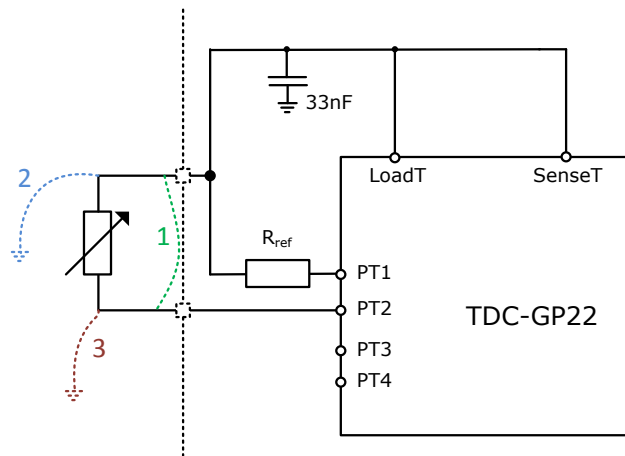 33nF
LoadT
SenseT
2
1
R_ref
PT1
PT2
TDC-GP22
3
PT3
PT4